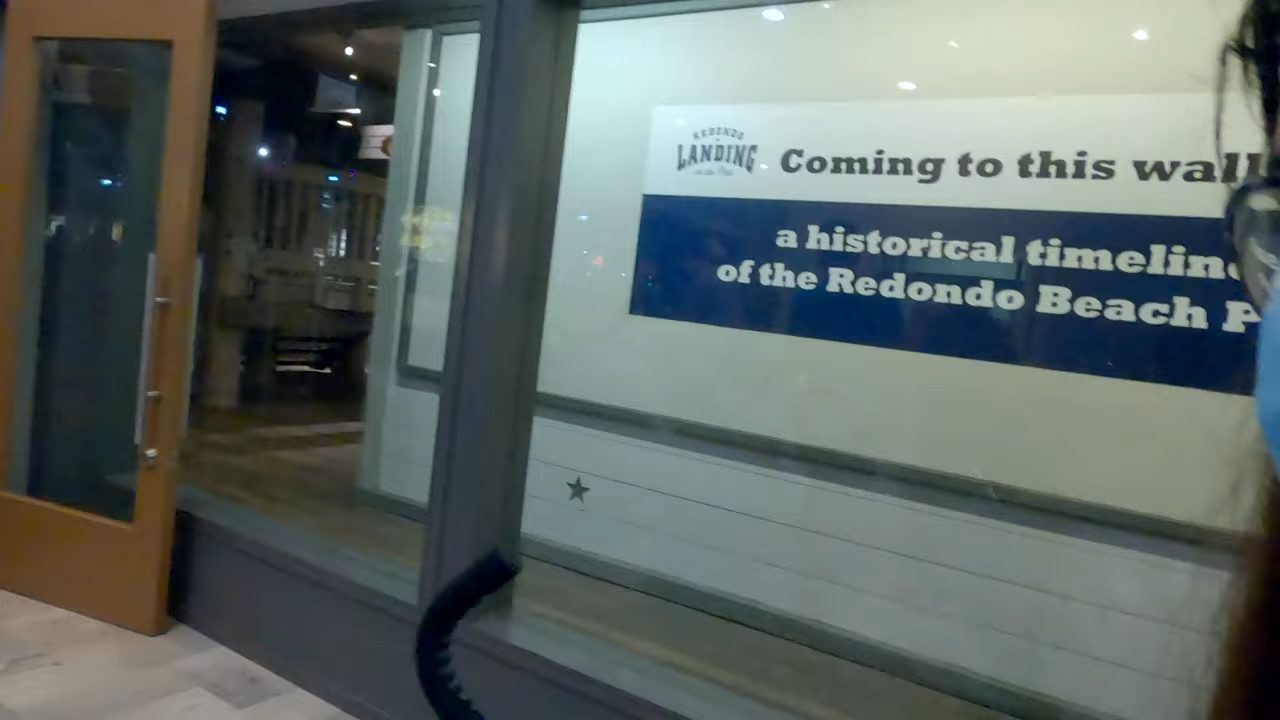 REDONDO
LANDING
Coming to this wall
a historical timeline
of the Redondo Beach P